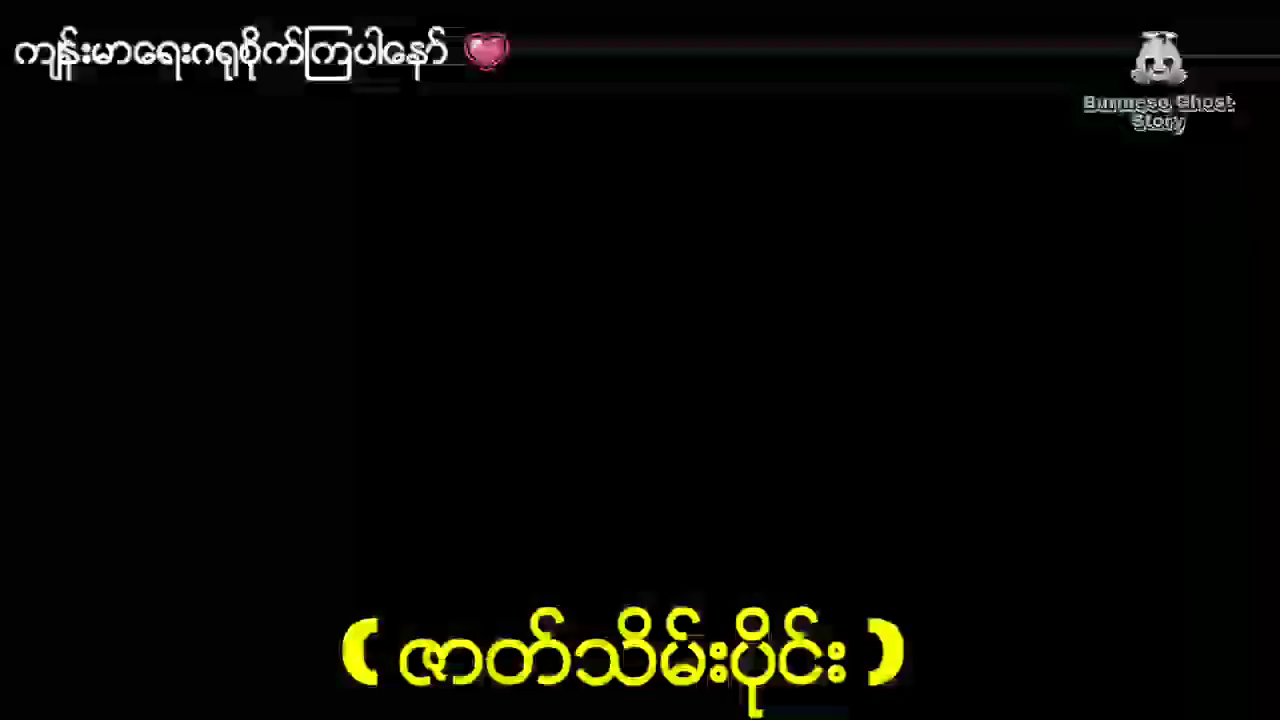 ကျန်းမာရေးဂရုစိုက်ကြပါနော် 💗
Burmese Ghost
Story
( ဇာတ်သိမ်းပိုင်း )